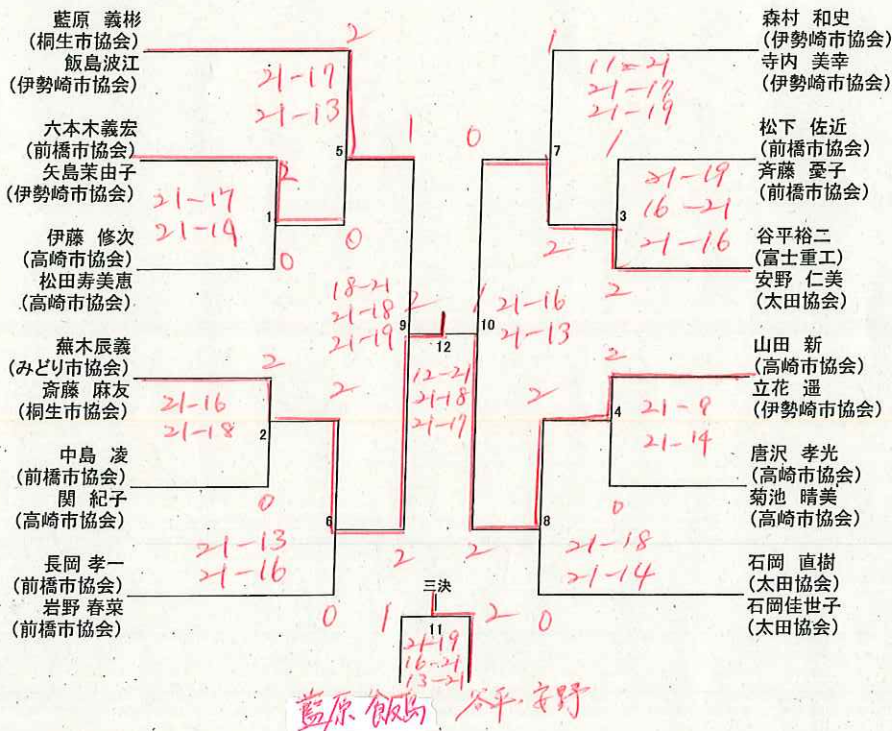 藍原 義彬
(桐生市協会)
飯島波江
(伊勢崎市協会)
六本木義宏
(前橋市協会)
矢島茉由子
(伊勢崎市協会)
伊藤 修次
(高崎市協会)
松田寿美恵
(高崎市協会)
蕪木辰義
(みどり市協会)
斎藤 麻友
(桐生市協会)
中島 凌
(前橋市協会)
関 紀子
(高崎市協会)
長岡 孝一
(前橋市協会)
岩野 春菜
(前橋市協会)
2
21-17
21-13
5
1
2
21-17
21-14
1
0
0
18-21
21-18
21-19
9
2
2
21-16
21-18
2
0
2
6
21-13
21-16
0
2
12
12-21
21-18
21-17
1
0
1
7
11-21
21-17
21-19
1
21-19
16-21
21-16
3
2
2
10
21-16
21-13
2
2
4
21-9
21-14
0
8
21-18
21-14
2
0
三決
1
11
2
21-19
16-21
13-21
藍原 飯島 谷平・安野
森村 和史
(伊勢崎市協会)
寺内 美幸
(伊勢崎市協会)
松下 佐近
(前橋市協会)
斉藤 憂子
(前橋市協会)
谷平裕二
(富士重工)
安野 仁美
(太田協会)
山田 新
(高崎市協会)
立花 遥
(伊勢崎市協会)
唐沢 孝光
(高崎市協会)
菊池 晴美
(高崎市協会)
石岡 直樹
(太田協会)
石岡佳世子
(太田協会)